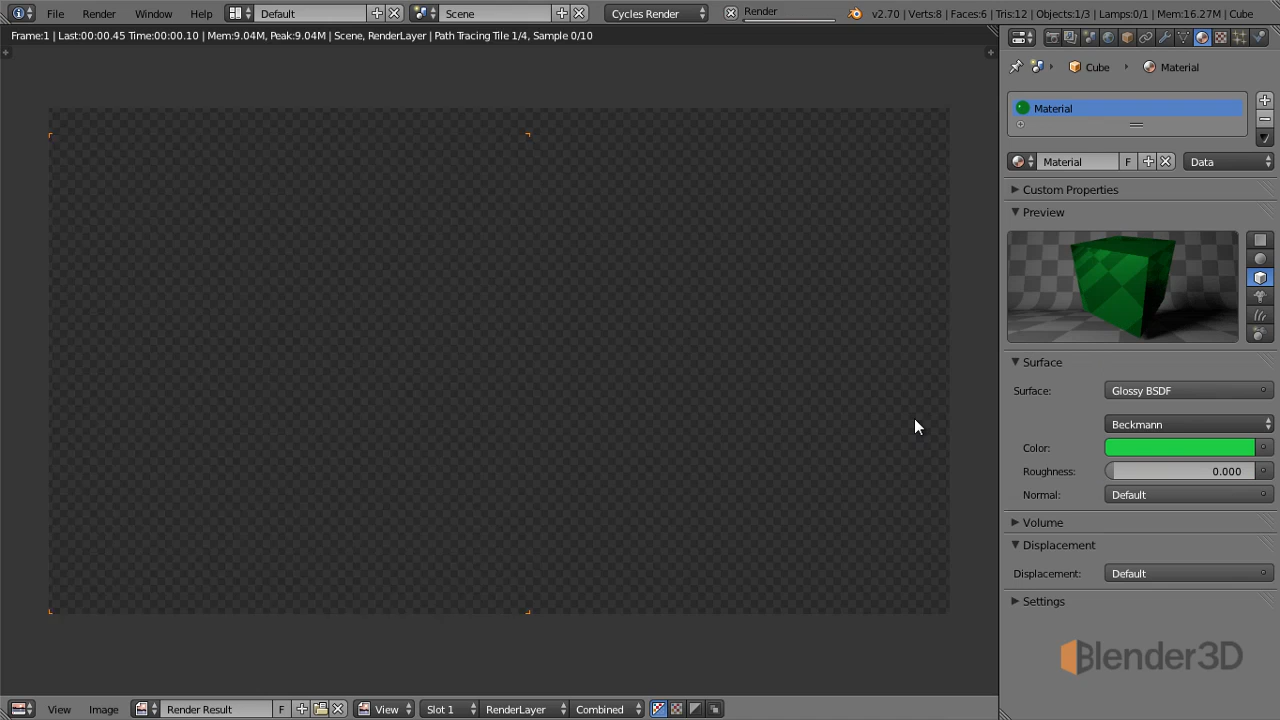 File Render Window Help Default Scene Cycles Render Render v2.70 | Verts:8 | Faces:6 | Tris:12 | Objects:1/3 | Lamps:0/1 | Mem:16.27M | Cube
Frame:1 | Last:00:00.45 Time:00:00.10 | Mem:9.04M, Peak:9.04M | Scene, RenderLayer | Path Tracing Tile 1/4, Sample 0/10
Cube Material
Material
Material F Data
Custom Properties
Preview
Surface
Surface: Glossy BSDF
Beckmann
Color:
Roughness: 0.000
Normal: Default
Volume
Displacement
Displacement: Default
Settings
Blender3D
View Image Render Result F View Slot 1 RenderLayer Combined